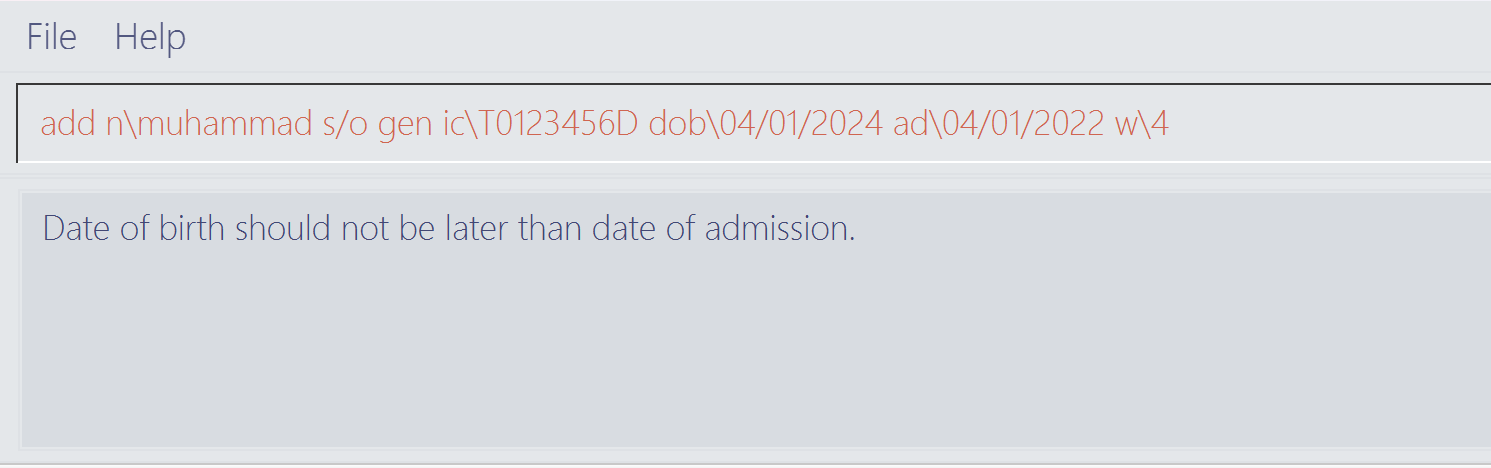 File Help
add n\muhammad s/o gen ic\T0123456D dob\04/01/2024 ad\04/01/2022 w\4
Date of birth should not be later than date of admission.